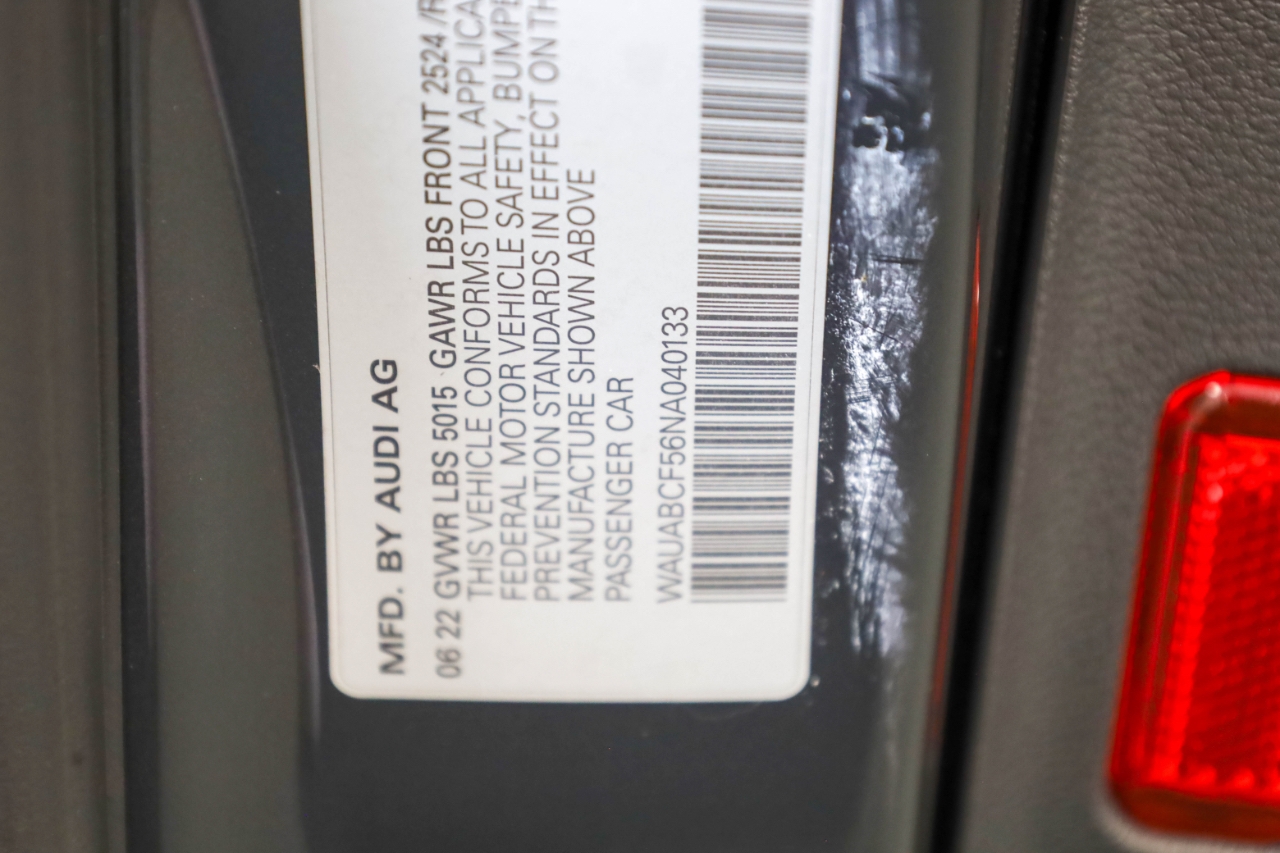 MFD. BY AUDI AG
06 22 GVWR LBS 5015 GAWR LBS FRONT 2524 /R
THIS VEHICLE CONFORMS TO ALL APPLICA
FEDERAL MOTOR VEHICLE SAFETY, BUMPE
PREVENTION STANDARDS IN EFFECT ON TH
MANUFACTURE SHOWN ABOVE
PASSENGER CAR
WAUABCF56NA040133